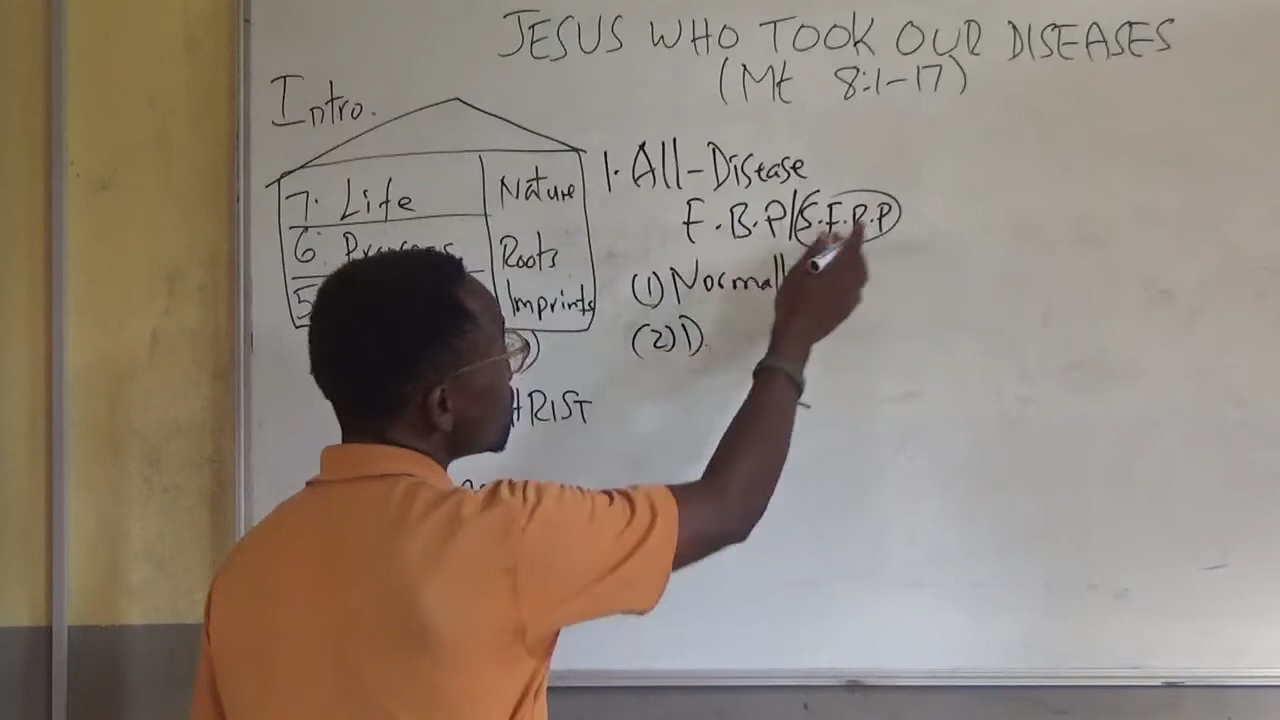 JESUS WHO TOOK OUR DISEASES
(Mt 8:1-17)
Intro.
7. Life Nature
6. Roots
5 Imprints
HRIST
1. All-Disease
F.B.P/S.F.B.P
(1) Normal
(2) D.